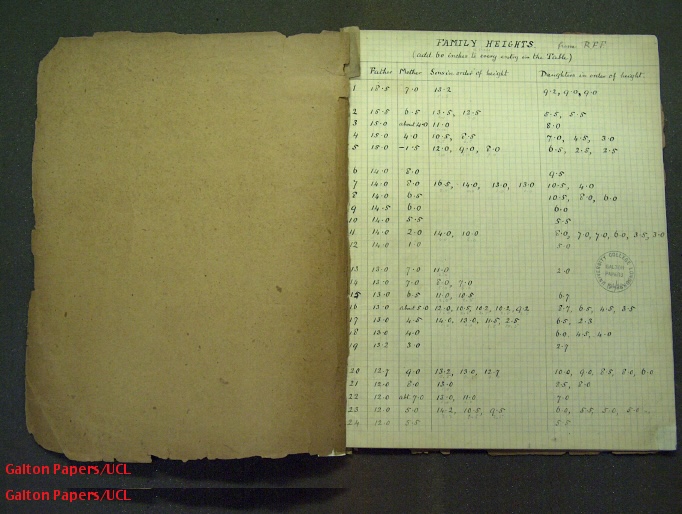 FAMILY HEIGHTS. from R.F.F.
(add 60 inches to every entry in the Table)
Father Mother Sons in order of height Daughters in order of height.
1 18.5 7.0 13.2 9.2, 9.0, 9.0
2 15.5 6.5 13.5, 12.5 5.5, 5.5
3 15.0 about 4.0 11.0 8.0
4 15.0 4.0 10.5, 8.5 7.0, 4.5, 3.0
5 15.0 -1.5 12.0, 9.0, 8.0 6.5, 2.5, 2.5
6 14.0 8.0 9.5
7 14.0 8.0 16.5, 14.0, 13.0, 13.0 10.5, 4.0
8 14.0 6.5 10.5, 8.0, 6.0
9 14.5 6.0 6.0
10 14.0 5.5 5.5
11 14.0 2.0 14.0, 10.0 8.0, 7.0, 7.0, 6.0, 3.5, 3.0
12 14.0 1.0 5.0
13 13.0 7.0 11.0 2.0
14 13.0 7.0 8.0, 7.0
15 13.0 6.5 11.0, 10.5 6.7
16 13.0 about 5.0 12.0, 10.5, 10.2, 10.2, 9.2 8.7, 6.5, 4.5, 3.5
17 13.0 4.5 14.0, 13.0, 11.5, 2.5 6.5, 2.3
18 13.0 4.0 6.0, 4.5, 4.0
19 13.2 3.0 2.7
20 12.7 9.0 13.2, 13.0, 12.7 10.0, 9.0, 8.5, 8.0, 6.0
21 12.0 8.0 13.0 2.5, 8.0
22 12.0 abt 7.0 13.0, 11.0 7.0
23 12.0 5.0 14.2, 10.5, 9.5 6.0, 5.5, 5.0, 5.0
24 12.0 5.5 5.5
UNIVERSITY COLLEGE
GALTON
PAPERS
Galton Papers/UCL
Galton Papers/UCL